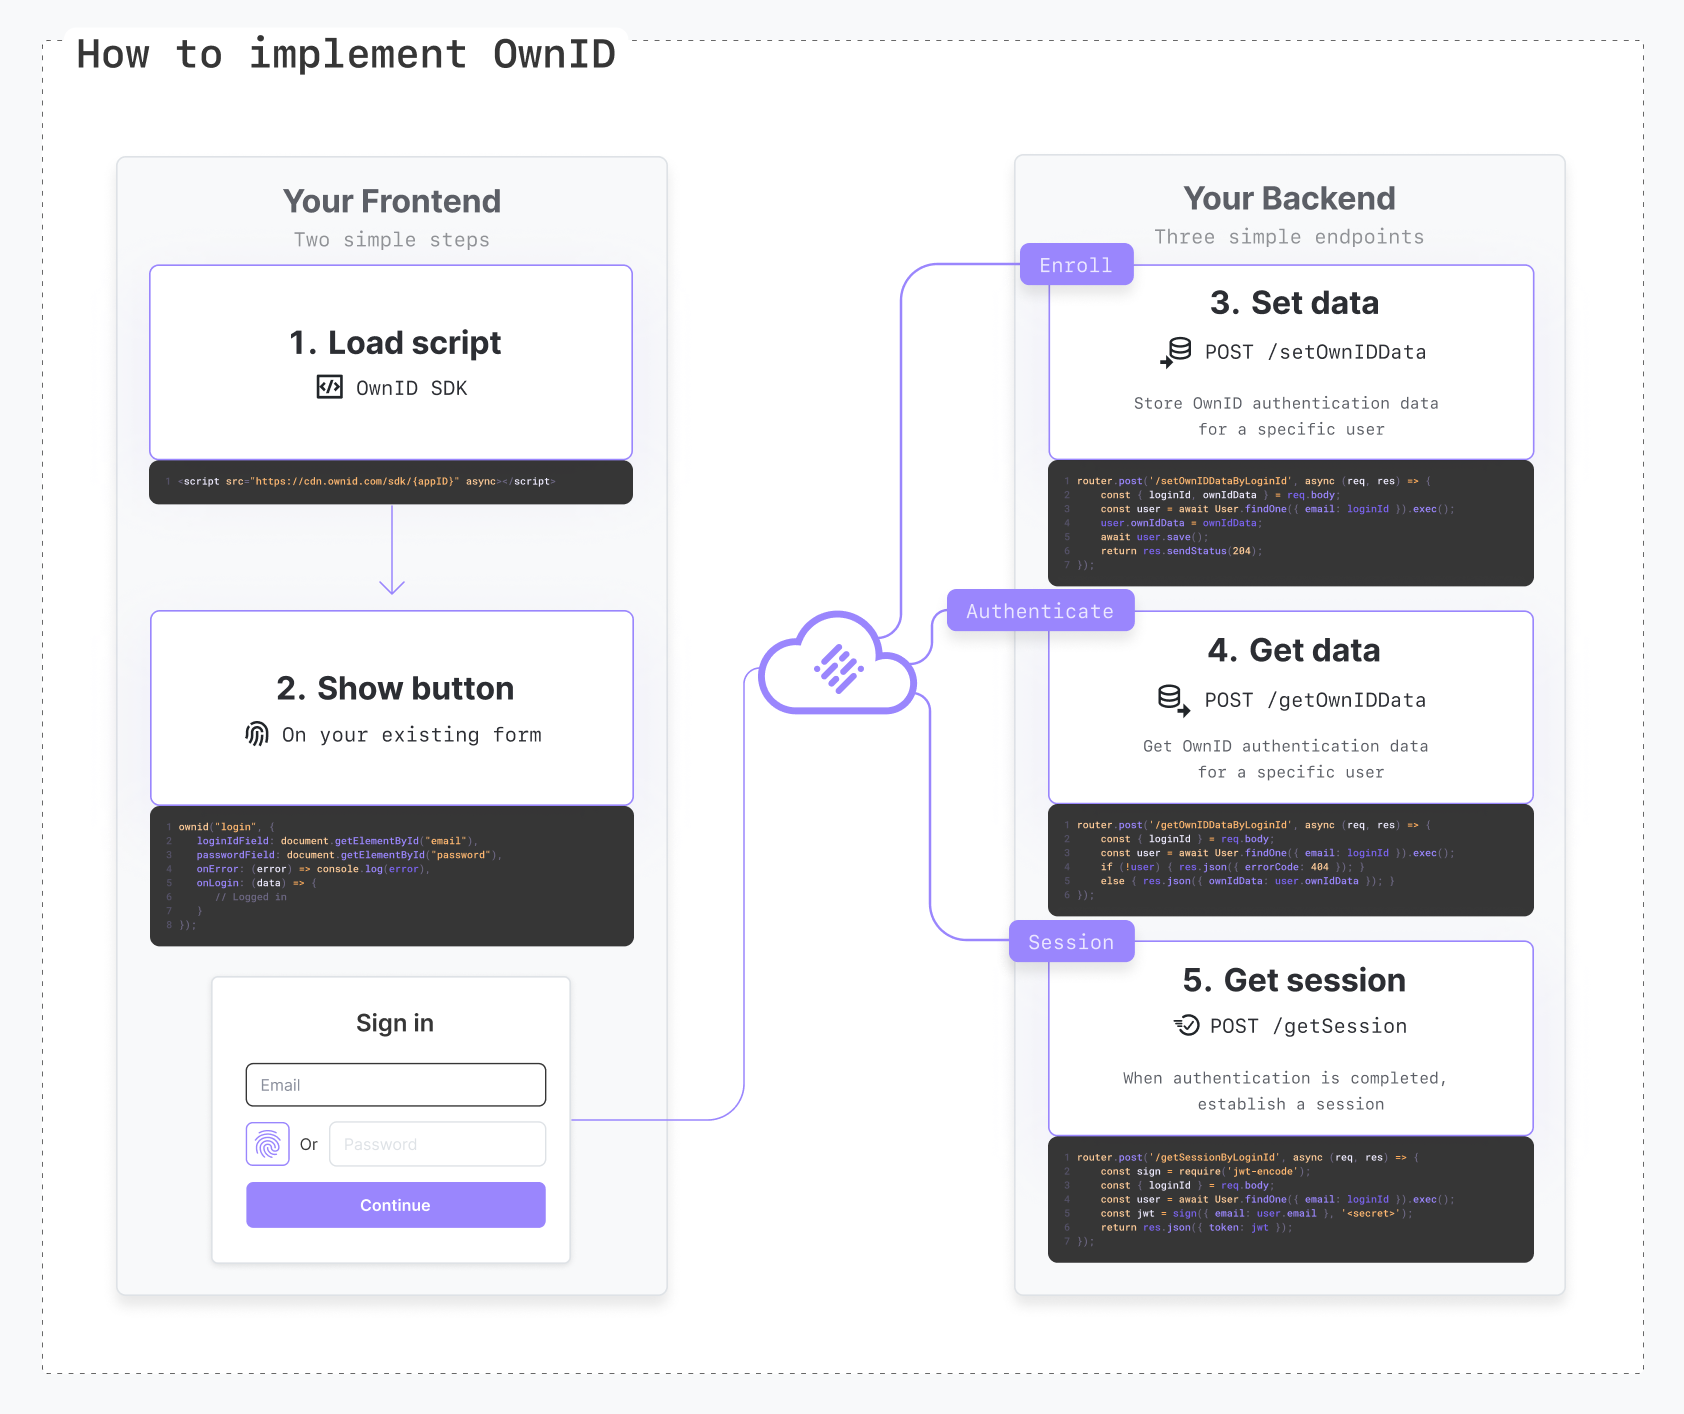 How to implement OwnID
Your Frontend
Two simple steps
1. Load script
OwnID SDK
1 <script src="https://cdn.ownid.com/sdk/{appID}" async></script>
2. Show button
On your existing form
1 ownid("login", {
2 loginIdField: document.getElementById("email"),
3 passwordField: document.getElementById("password"),
4 onError: (error) => console.log(error),
5 onLogin: (data) => {
6 // Logged in
7 }
8 });
Sign in
Email
Or
Password
Continue
Your Backend
Three simple endpoints
Enroll
3. Set data
POST /setOwnIDData
Store OwnID authentication data
for a specific user
1 router.post('/setOwnIDDataByLoginId', async (req, res) => {
2 const { loginId, ownIdData } = req.body;
3 const user = await User.findOne({ email: loginId }).exec();
4 user.ownIdData = ownIdData;
5 await user.save();
6 return res.sendStatus(204);
7 });
Authenticate
4. Get data
POST /getOwnIDData
Get OwnID authentication data
for a specific user
1 router.post('/getOwnIDDataByLoginId', async (req, res) => {
2 const { loginId } = req.body;
3 const user = await User.findOne({ email: loginId }).exec();
4 if (!user) { res.json({ errorCode: 404 }); }
5 else { res.json({ ownIdData: user.ownIdData }); }
6 });
Session
5. Get session
POST /getSession
When authentication is completed,
establish a session
1 router.post('/getSessionByLoginId', async (req, res) => {
2 const sign = require('jwt-encode');
3 const { loginId } = req.body;
4 const user = await User.findOne({ email: loginId }).exec();
5 const jwt = sign({ email: user.email }, '<secret>');
6 return res.json({ token: jwt });
7 });